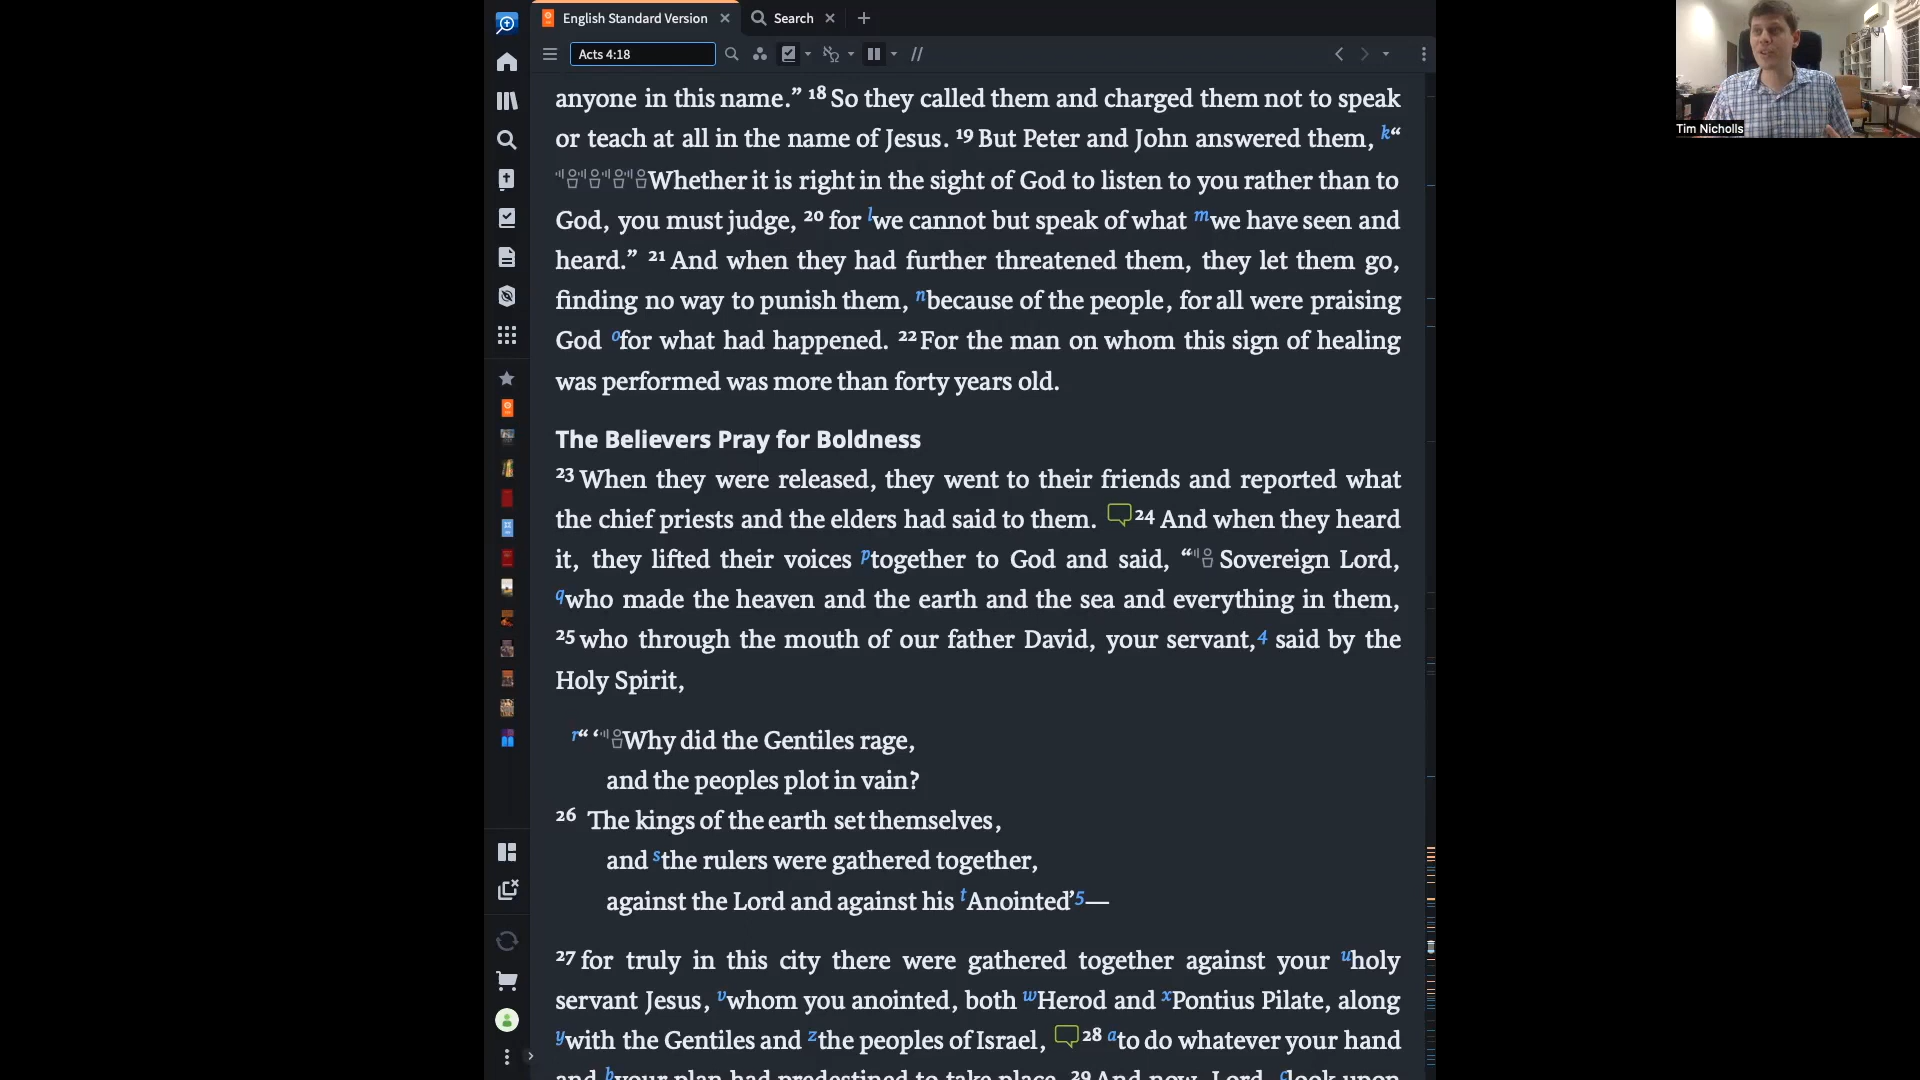 English Standard Version
Search
Acts 4:18
anyone in this name.” 18 So they called them and charged them not to speak
or teach at all in the name of Jesus. 19 But Peter and John answered them, k“
Whether it is right in the sight of God to listen to you rather than to
God, you must judge, 20 for lwe cannot but speak of what mwe have seen and
heard.” 21 And when they had further threatened them, they let them go,
finding no way to punish them, nbecause of the people, for all were praising
God ofor what had happened. 22 For the man on whom this sign of healing
was performed was more than forty years old.
The Believers Pray for Boldness
23 When they were released, they went to their friends and reported what
the chief priests and the elders had said to them. 24 And when they heard
it, they lifted their voices ptogether to God and said, “Sovereign Lord,
qwho made the heaven and the earth and the sea and everything in them,
25 who through the mouth of our father David, your servant,4 said by the
Holy Spirit,
r“ ‘Why did the Gentiles rage,
and the peoples plot in vain?
26 The kings of the earth set themselves,
and sthe rulers were gathered together,
against the Lord and against his tAnointed’5—
27 for truly in this city there were gathered together against your uholy
servant Jesus, vwhom you anointed, both wHerod and xPontius Pilate, along
ywith the Gentiles and zthe peoples of Israel, 28 ato do whatever your hand
and byour plan had predestined to take place. 29 And now, Lord, clook upon
Tim Nicholls